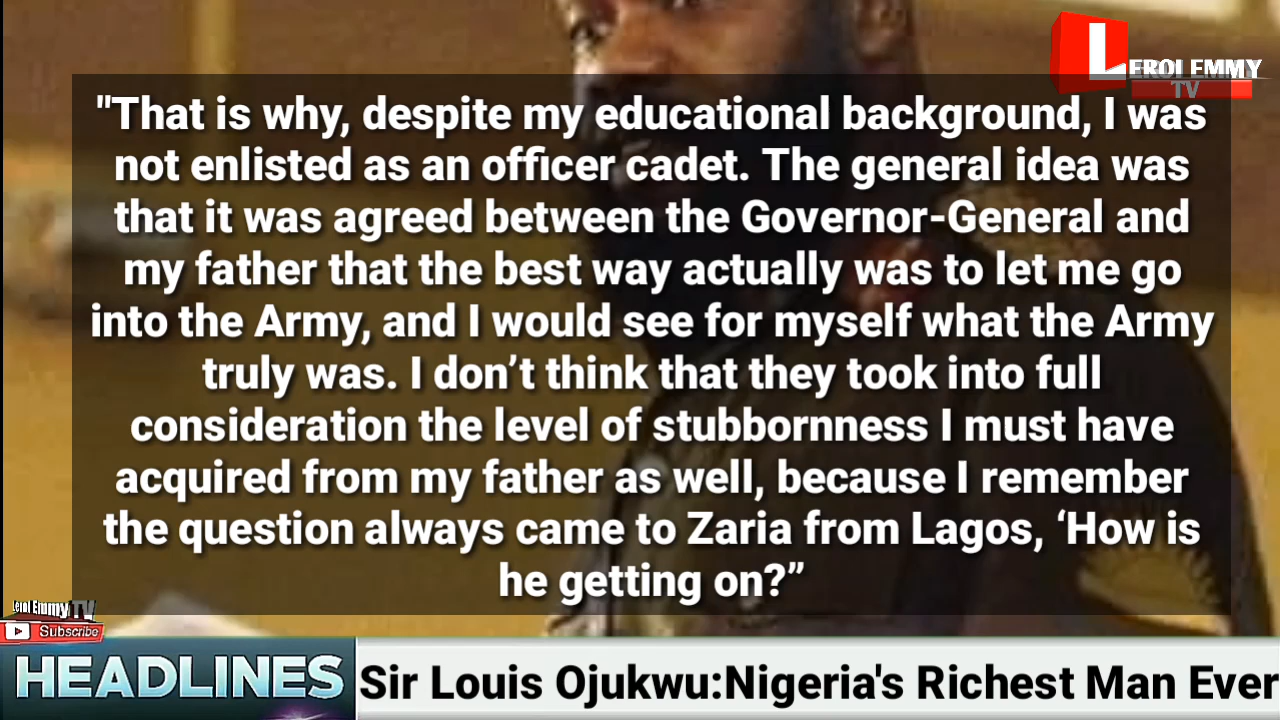 LEROI EMMY
TV
"That is why, despite my educational background, I was
not enlisted as an officer cadet. The general idea was
that it was agreed between the Governor-General and
my father that the best way actually was to let me go
into the Army, and I would see for myself what the Army
truly was. I don’t think that they took into full
consideration the level of stubbornness I must have
acquired from my father as well, because I remember
the question always came to Zaria from Lagos, ‘How is
he getting on?”
Leroi Emmy TV
Subscribe
HEADLINES
Sir Louis Ojukwu:Nigeria's Richest Man Ever